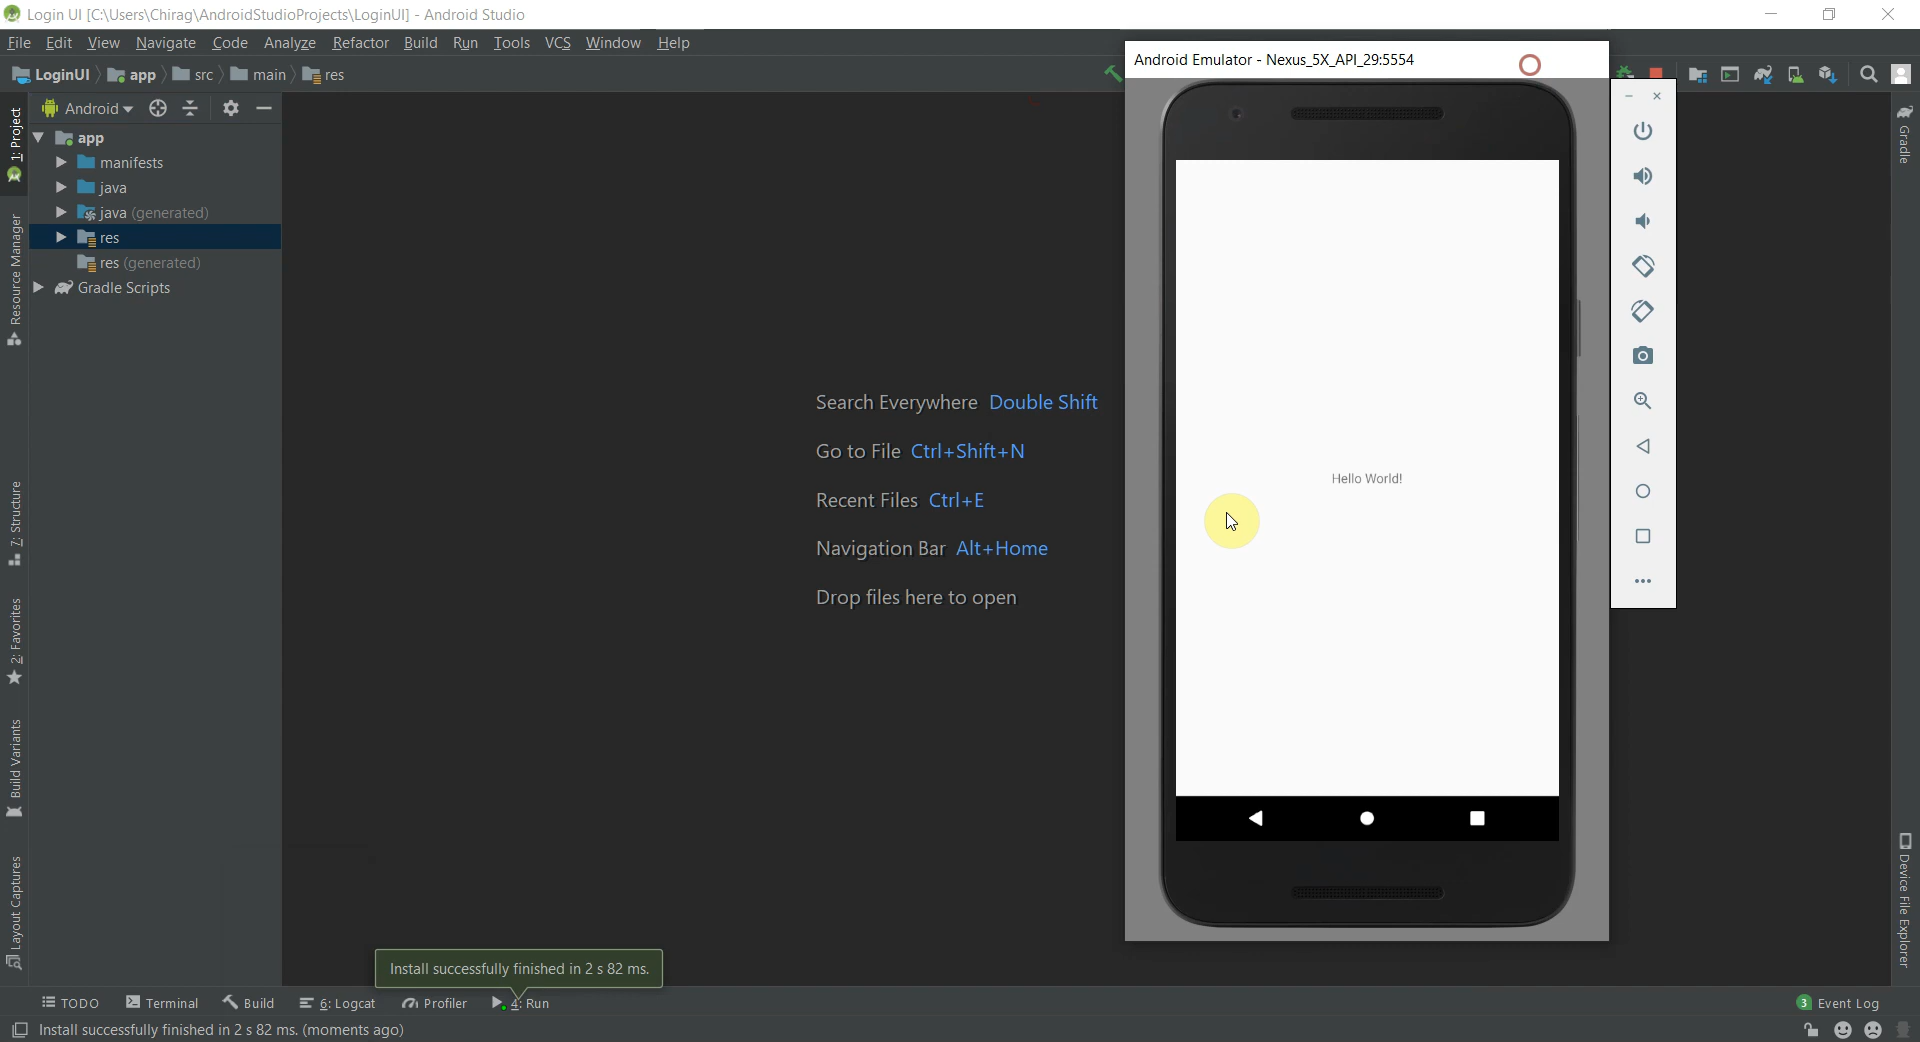 Login UI [C:\Users\Chirag\AndroidStudioProjects\LoginUI] - Android Studio
File Edit View Navigate Code Analyze Refactor Build Run Tools VCS Window Help
LoginUI app src main res
Android
app
manifests
java
java (generated)
res
res (generated)
Gradle Scripts
1: Project
Resource Manager
7: Structure
2: Favorites
Build Variants
Layout Captures
Search Everywhere Double Shift
Go to File Ctrl+Shift+N
Recent Files Ctrl+E
Navigation Bar Alt+Home
Drop files here to open
Android Emulator - Nexus_5X_API_29:5554
Hello World!
Gradle
Device File Explorer
Install successfully finished in 2 s 82 ms.
TODO Terminal Build 6: Logcat Profiler 4: Run
3 Event Log
Install successfully finished in 2 s 82 ms. (moments ago)